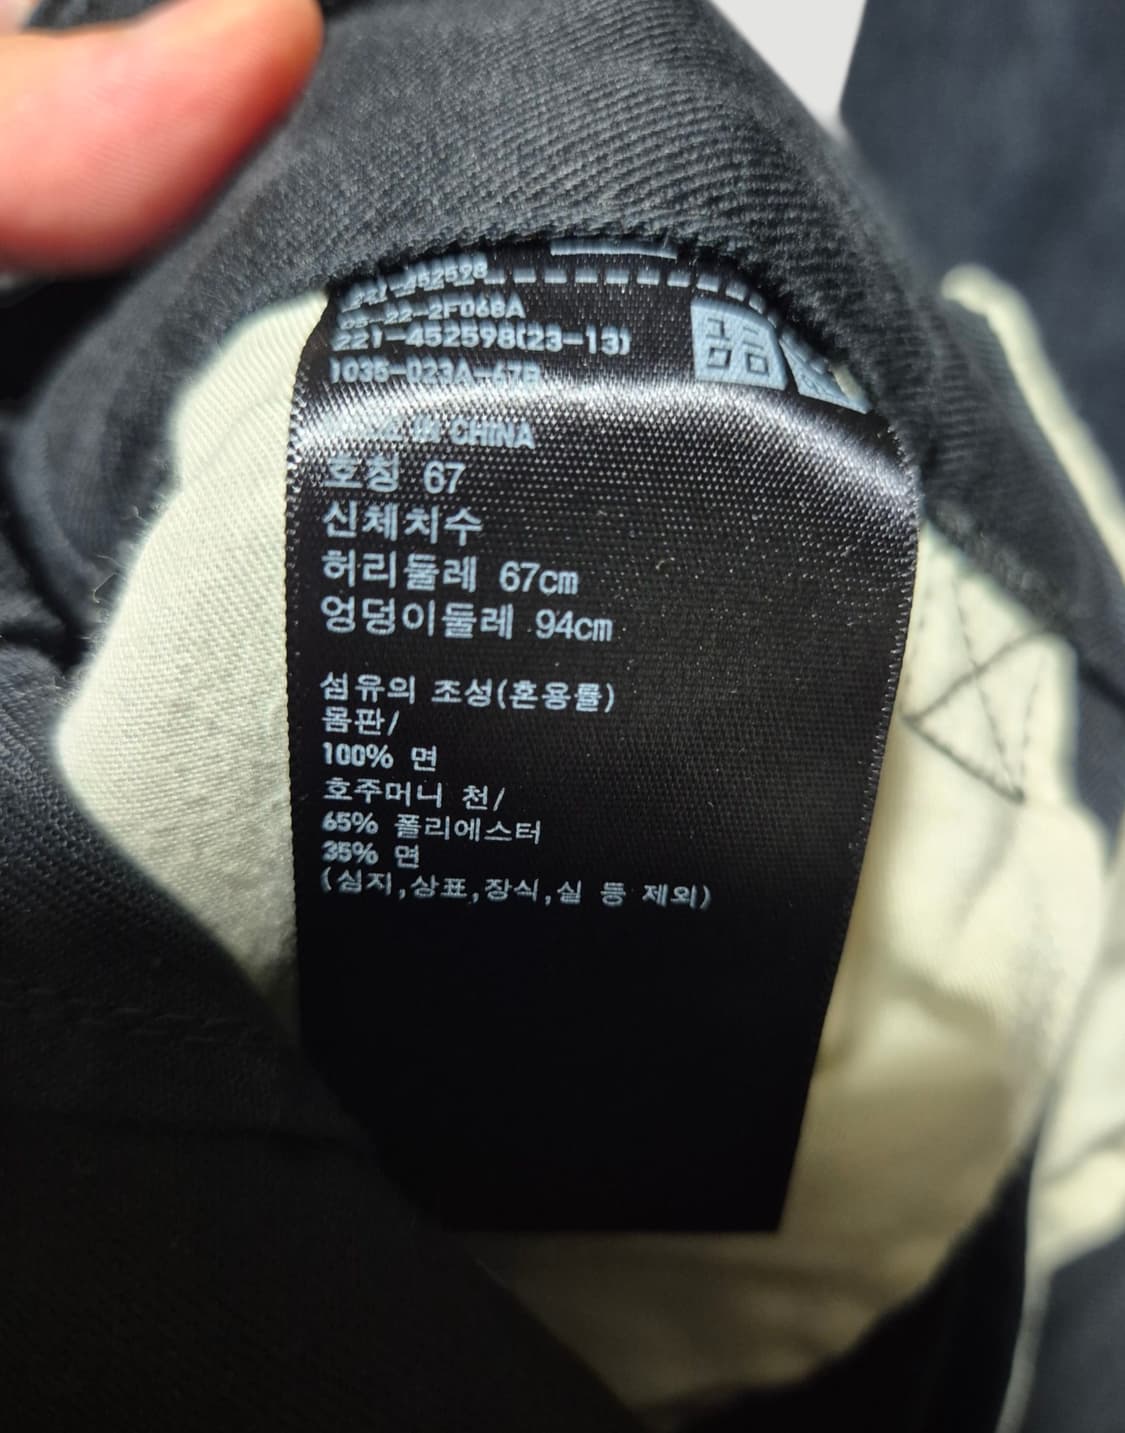 452598
22-2F068A
221-452598(23-13)
1035-023A-67B
IN CHINA
호칭 67
신체치수
허리둘레 67cm
엉덩이둘레 94cm
섬유의 조성(혼용률)
몸판/
100% 면
호주머니 천/
65% 폴리에스터
35% 면
(심지,상표,장식,실 등 제외)